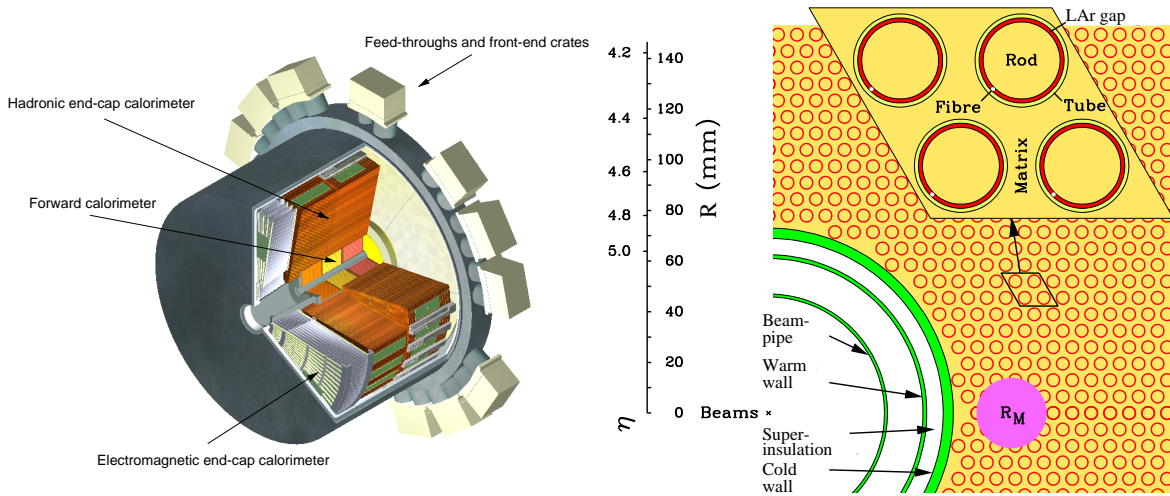 Feed-throughs and front-end crates
Hadronic end-cap calorimeter
Forward calorimeter
Electromagnetic end-cap calorimeter
4.2
4.4
4.6
4.8
5.0
η
140
120
100
80
60
40
20
0
R (mm)
Beams ×
LAr gap
Rod
Fibre
Tube
Matrix
Beam-
pipe
Warm
wall
Super-
insulation
Cold
wall
R_M